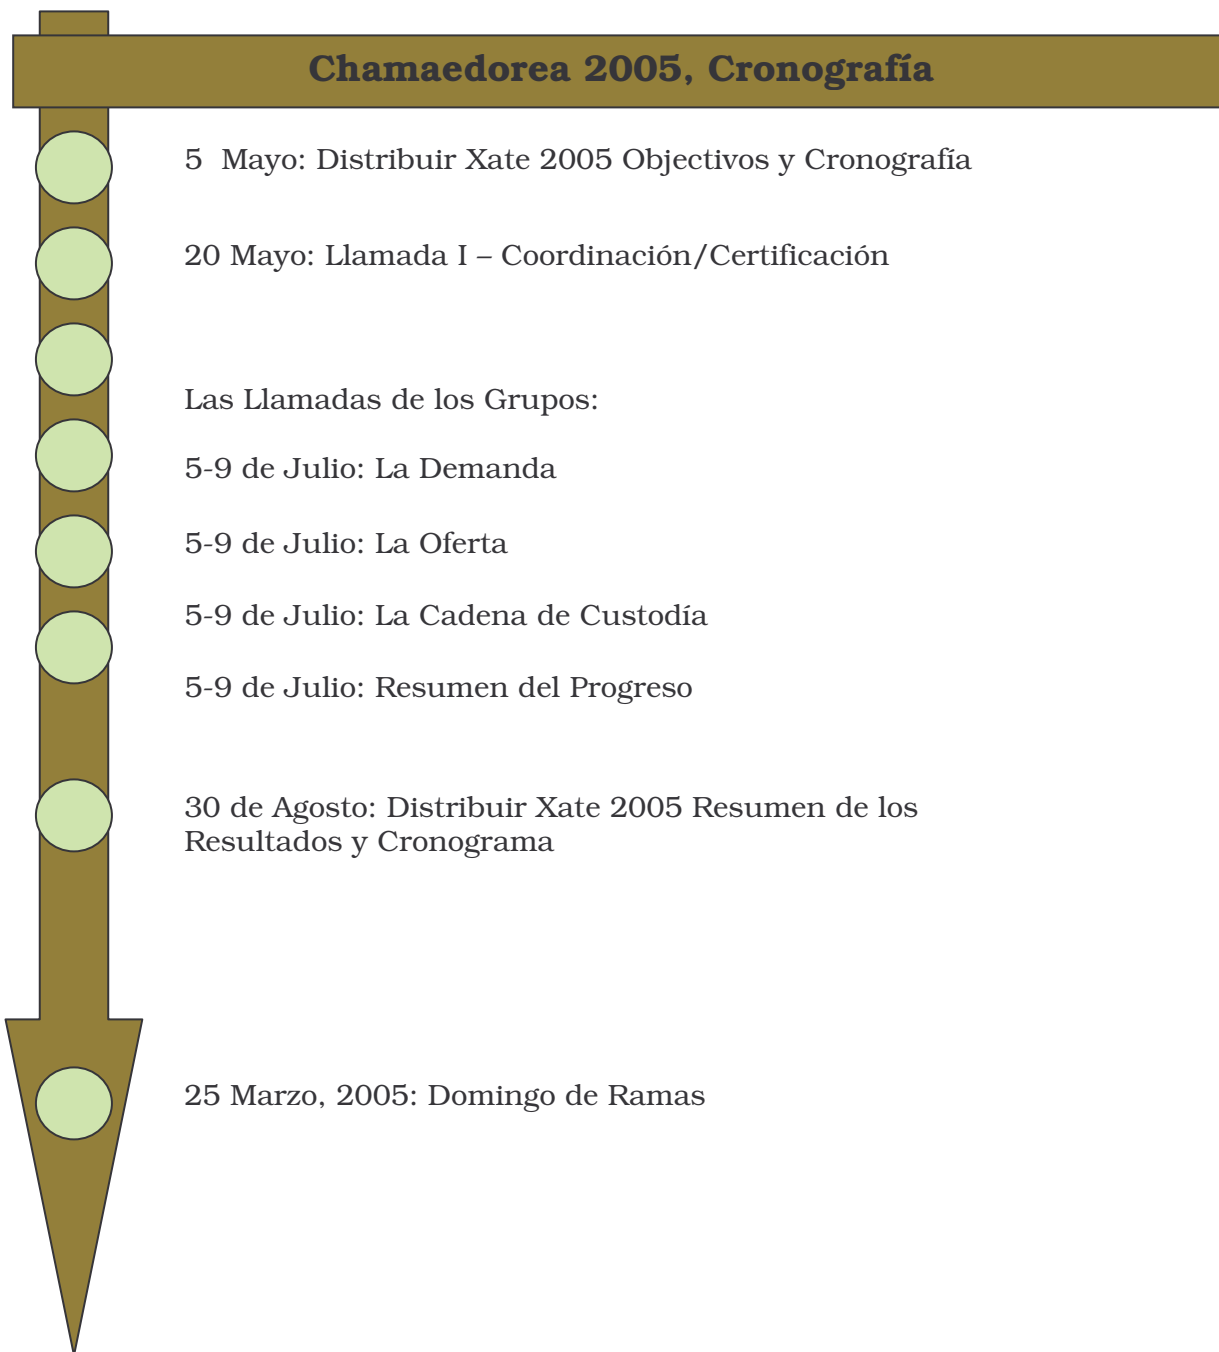 Chamaedorea 2005, Cronografía
5  Mayo: Distribuir Xate 2005 Objectivos y Cronografía
20 Mayo: Llamada I – Coordinación/Certificación
Las Llamadas de los Grupos:
5-9 de Julio: La Demanda
5-9 de Julio: La Oferta
5-9 de Julio: La Cadena de Custodía
5-9 de Julio: Resumen del Progreso
30 de Agosto: Distribuir Xate 2005 Resumen de los
Resultados y Cronograma
25 Marzo, 2005: Domingo de Ramas